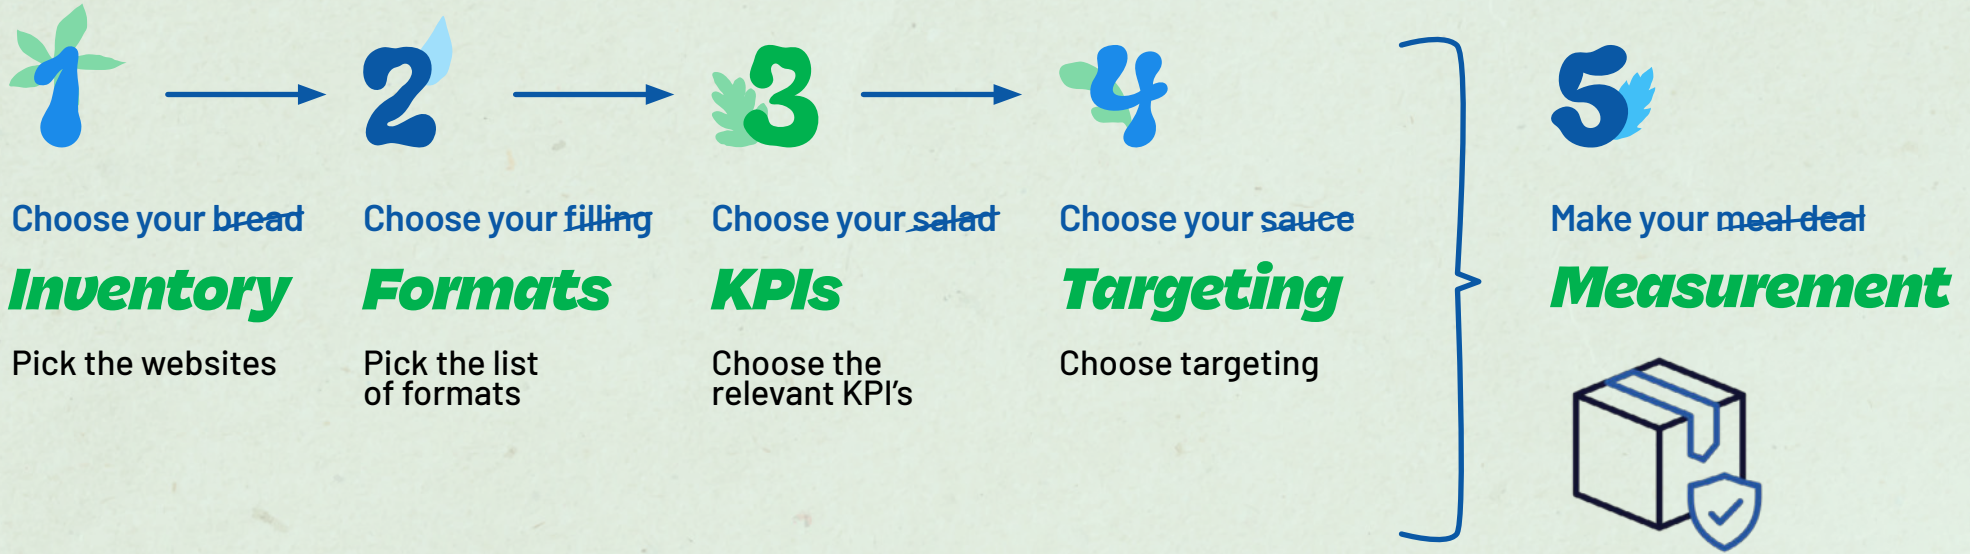 1
Choose your bread
Inventory
Pick the websites
2
Choose your filling
Formats
Pick the list
of formats
3
Choose your salad
KPIs
Choose the
relevant KPI’s
4
Choose your sauce
Targeting
Choose targeting
5
Make your meal deal
Measurement